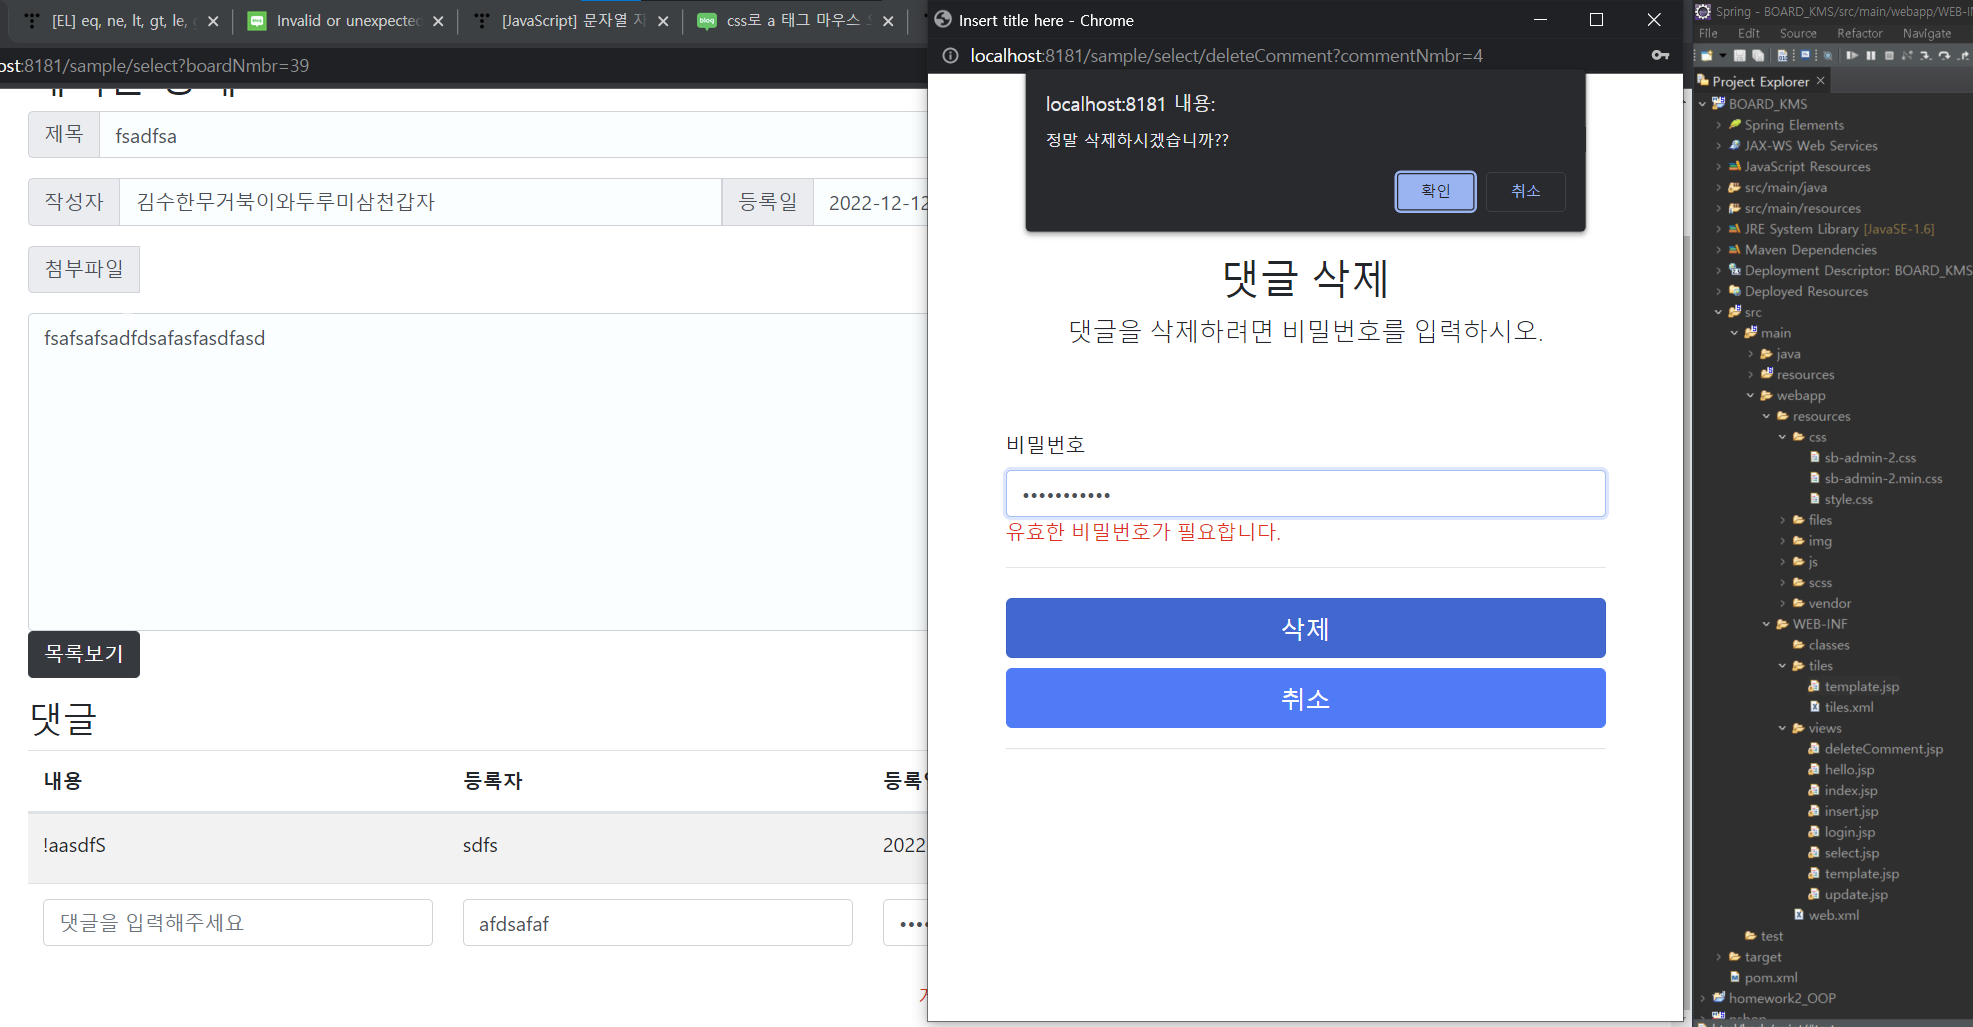 [EL] eq, ne, lt, gt, le,
Invalid or unexpected
[JavaScript] 문자열 자
css로 a 태그 마우스
ost:8181/sample/select?boardNmbr=39
제목
fsadfsa
작성자
김수한무거북이와두루미삼천갑자
등록일
2022-12-12
첨부파일
fsafsafsadfdsafasfasdfasd
목록보기
댓글
내용
등록자
등록
!aasdfS
sdfs
2022
댓글을 입력해주세요
afdsafaf
••••
Insert title here - Chrome
localhost:8181/sample/select/deleteComment?commentNmbr=4
localhost:8181 내용:
정말 삭제하시겠습니까??
확인
취소
댓글 삭제
댓글을 삭제하려면 비밀번호를 입력하시오.
비밀번호
•••••••••••
유효한 비밀번호가 필요합니다.
삭제
취소
Spring - BOARD_KMS/src/main/webapp/WEB-IN
File Edit Source Refactor Navigate
Project Explorer
BOARD_KMS
Spring Elements
JAX-WS Web Services
JavaScript Resources
src/main/java
src/main/resources
JRE System Library [JavaSE-1.6]
Maven Dependencies
Deployment Descriptor: BOARD_KMS
Deployed Resources
src
main
java
resources
webapp
resources
css
sb-admin-2.css
sb-admin-2.min.css
style.css
files
img
js
scss
vendor
WEB-INF
classes
tiles
template.jsp
tiles.xml
views
deleteComment.jsp
hello.jsp
index.jsp
insert.jsp
login.jsp
select.jsp
template.jsp
update.jsp
web.xml
test
target
pom.xml
homework2_OOP